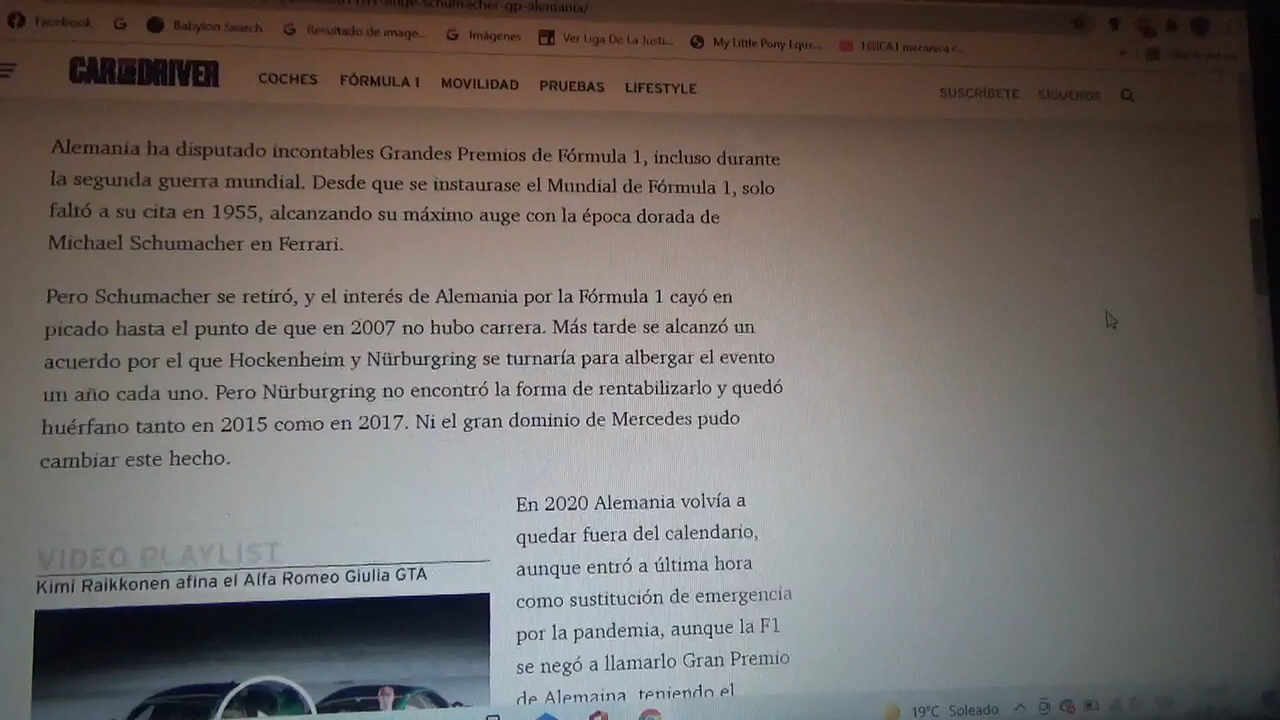 schumacher-gp-alemania/
Facebook
Babylon Search
Resultado de image...
Imágenes
Ver Liga De La Justi...
My Little Pony Eque...
CAR AND DRIVER
COCHES FÓRMULA 1 MOVILIDAD PRUEBAS LIFESTYLE
SUSCRÍBETE SÍGUENOS
Alemania ha disputado incontables Grandes Premios de Fórmula 1, incluso durante
la segunda guerra mundial. Desde que se instaurase el Mundial de Fórmula 1, solo
faltó a su cita en 1955, alcanzando su máximo auge con la época dorada de
Michael Schumacher en Ferrari.
Pero Schumacher se retiró, y el interés de Alemania por la Fórmula 1 cayó en
picado hasta el punto de que en 2007 no hubo carrera. Más tarde se alcanzó un
acuerdo por el que Hockenheim y Nürburgring se turnaría para albergar el evento
un año cada uno. Pero Nürburgring no encontró la forma de rentabilizarlo y quedó
huérfano tanto en 2015 como en 2017. Ni el gran dominio de Mercedes pudo
cambiar este hecho.
VIDEO PLAYLIST
Kimi Raikkonen afina el Alfa Romeo Giulia GTA
En 2020 Alemania volvía a
quedar fuera del calendario,
aunque entró a última hora
como sustitución de emergencia
por la pandemia, aunque la F1
se negó a llamarlo Gran Premio
de Alemaina, teniendo el
19°C Soleado